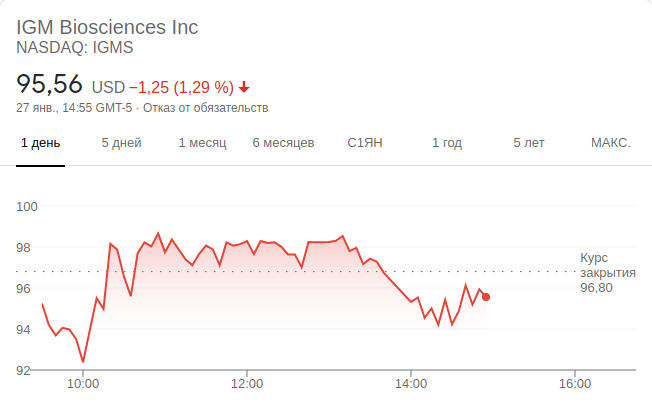 IGM Biosciences Inc
NASDAQ: IGMS
95,56 USD −1,25 (1,29 %)
27 янв., 14:55 GMT-5 · Отказ от обязательств
1 день 5 дней 1 месяц 6 месяцев С1ЯН 1 год 5 лет МАКС.
100
98
Курс
закрытия
96,80
96
94
92
10:00 12:00 14:00 16:00